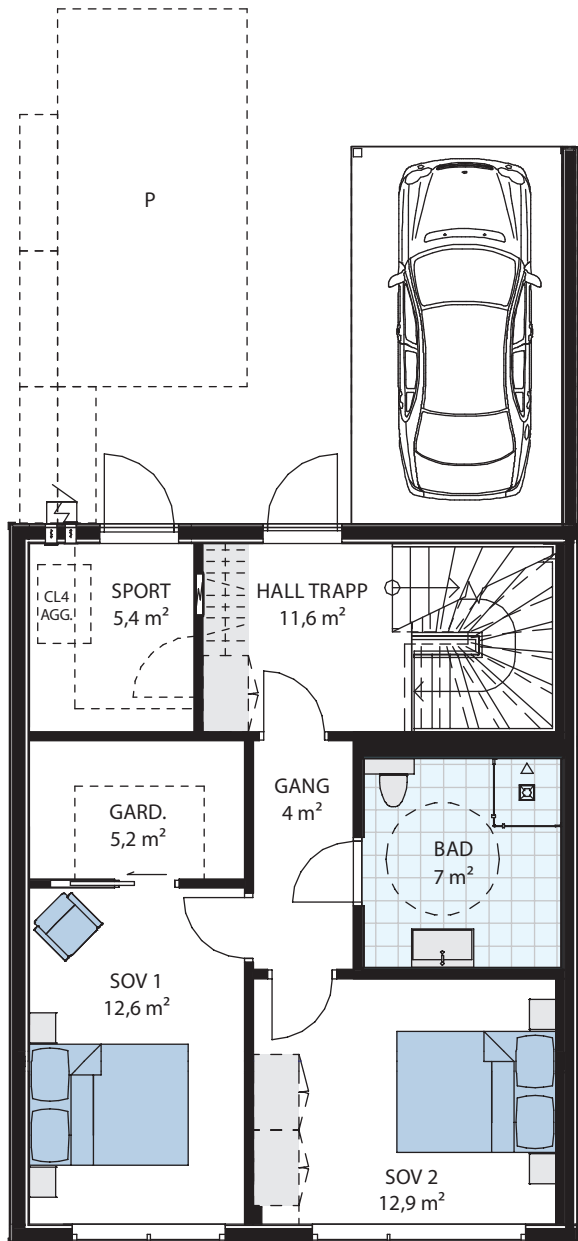 P
CL4
AGG.
SPORT
5,4 m²
HALL TRAPP
11,6 m²
GANG
4 m²
GARD.
5,2 m²
BAD
7 m²
SOV 1
12,6 m²
SOV 2
12,9 m²